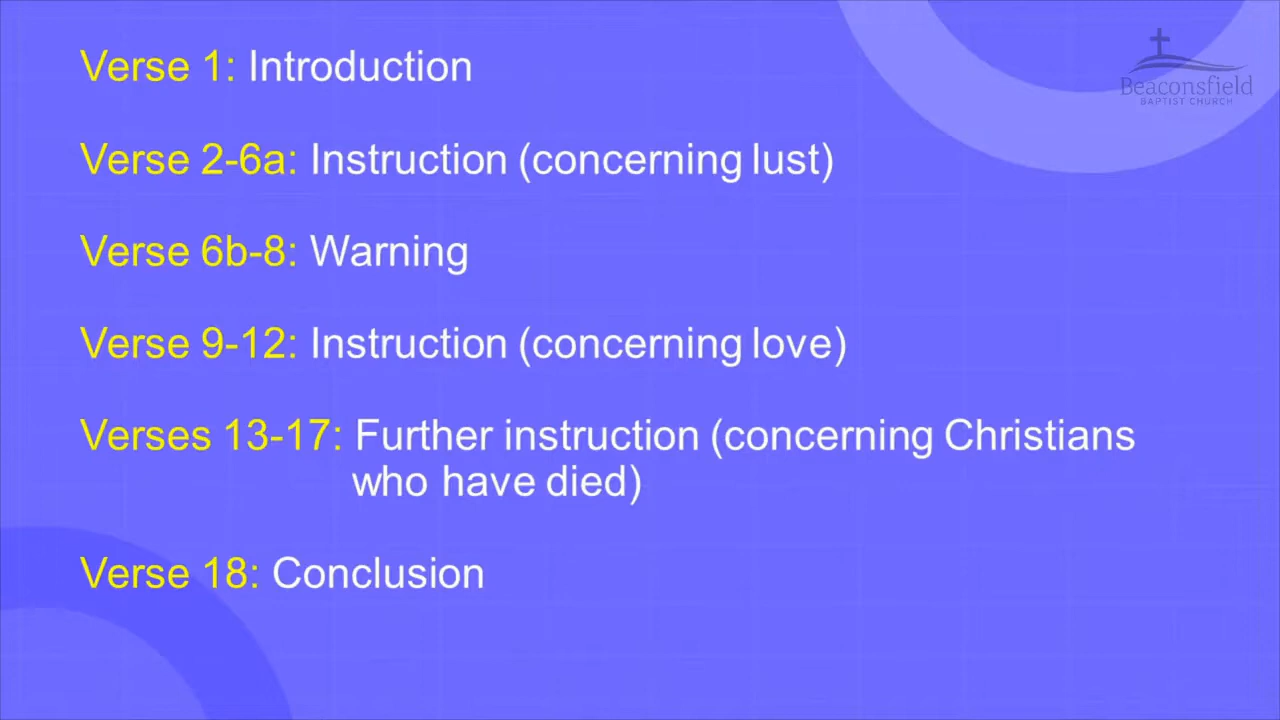 Verse 1: Introduction
Beaconsfield
BAPTIST CHURCH
Verse 2-6a: Instruction (concerning lust)
Verse 6b-8: Warning
Verse 9-12: Instruction (concerning love)
Verses 13-17: Further instruction (concerning Christians
who have died)
Verse 18: Conclusion